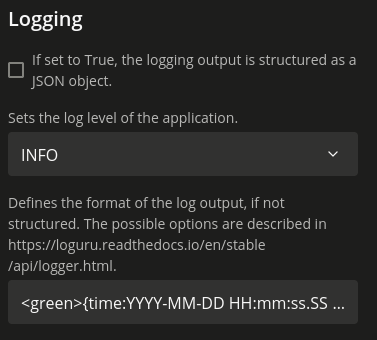 Logging
If set to True, the logging output is structured as a
JSON object.
Sets the log level of the application.
INFO
Defines the format of the log output, if not
structured. The possible options are described in
https://loguru.readthedocs.io/en/stable
/api/logger.html.
<green>{time:YYYY-MM-DD HH:mm:ss.SS ...